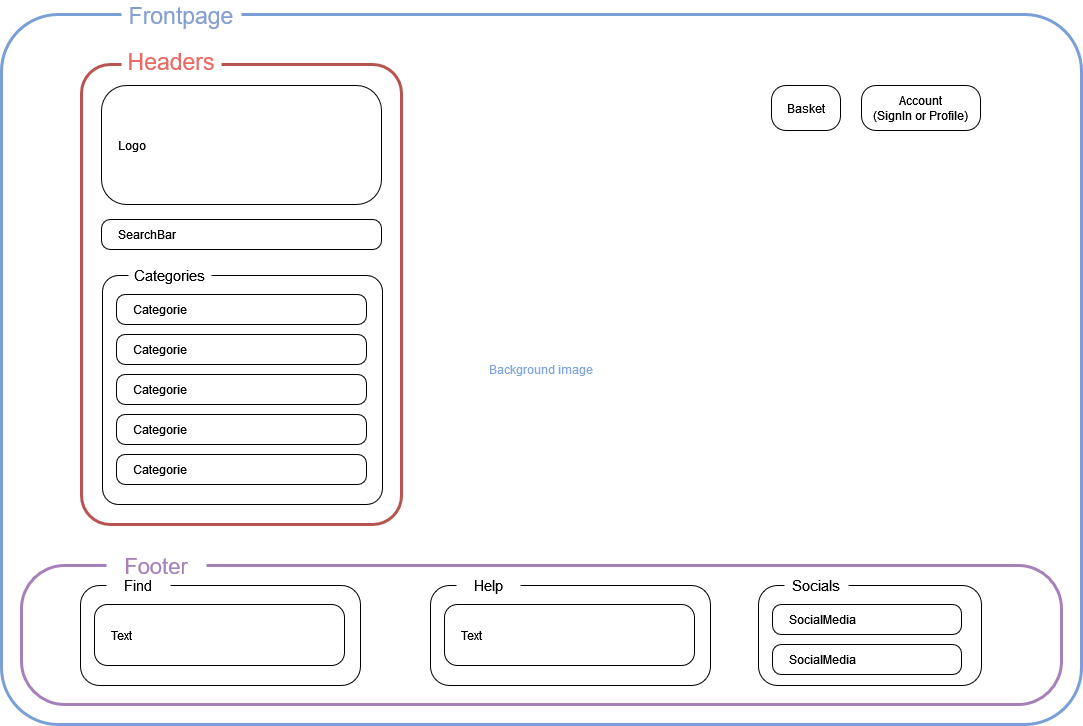 Frontpage
Headers
Logo
SearchBar
Categories
Categorie
Categorie
Categorie
Categorie
Categorie
Basket
Account
(SignIn or Profile)
Background image
Footer
Find
Text
Help
Text
Socials
SocialMedia
SocialMedia